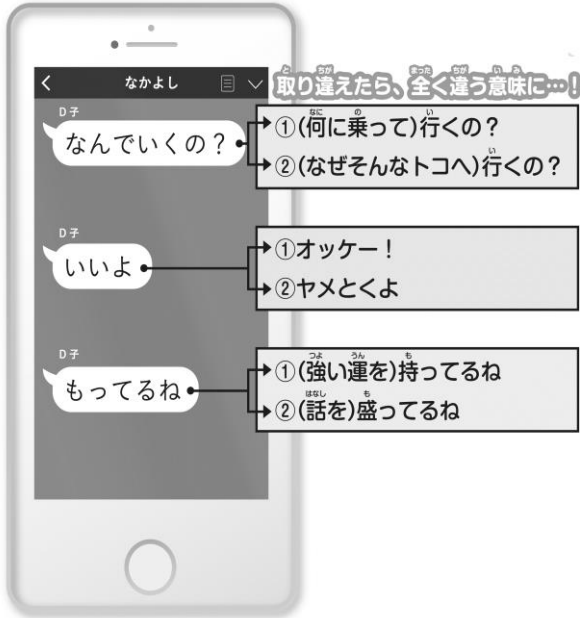 なかよし
取り違えたら、全く違う意味に…！
D子
なんでいくの？
①(何に乗って)行くの？
②(なぜそんなトコへ)行くの？
D子
いいよ
①オッケー！
②ヤメとくよ
D子
もってるね
①(強い運を)持ってるね
②(話を)盛ってるね